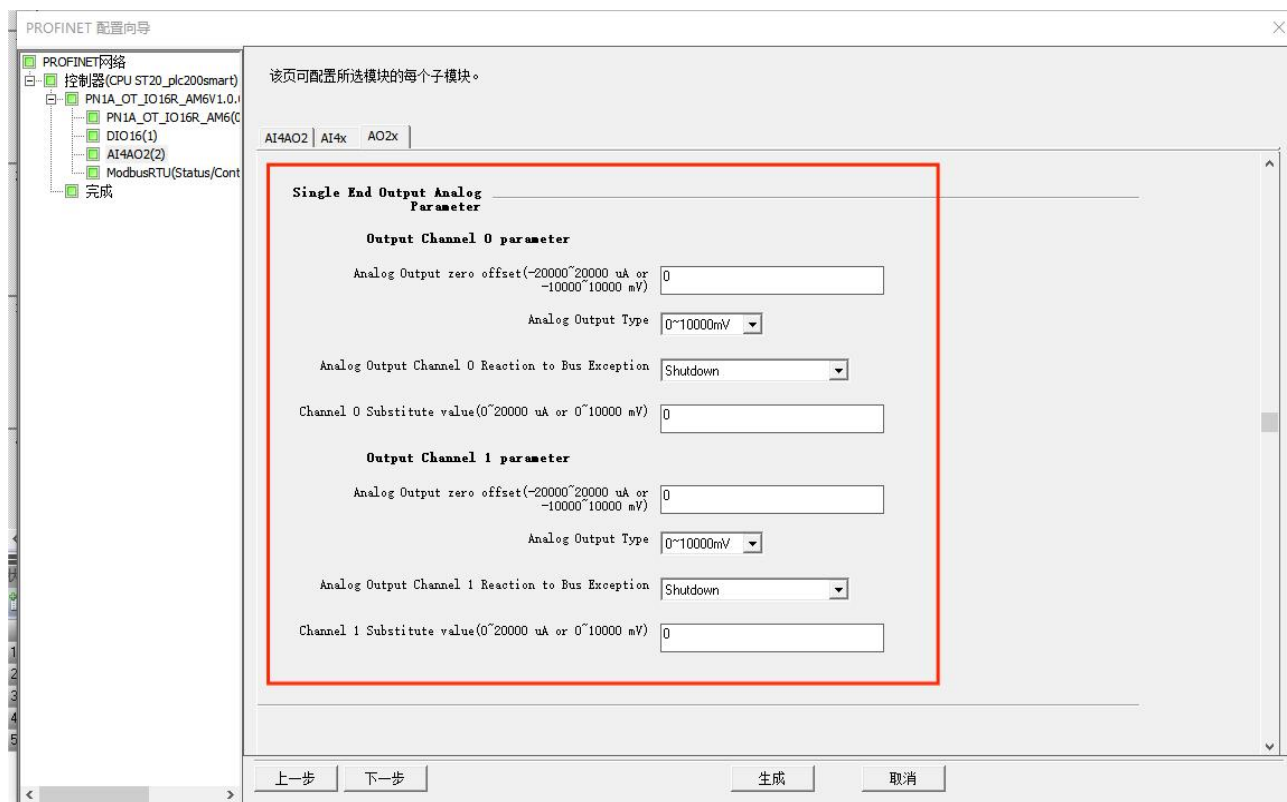 PROFINET 配置向导
PROFINET网络
控制器(CPU ST20_plc200smart)
PN1A_OT_IO16R_AM6V1.0.
PN1A_OT_IO16R_AM6(
DIO16(1)
AI4AO2(2)
ModbusRTU(Status/Cont
完成
该页可配置所选模块的每个子模块。
AI4AO2 AI4x AO2x
Single End Output Analog
Parameter
Output Channel 0 parameter
Analog Output zero offset(-20000~20000 uA or
-10000~10000 mV) 0
Analog Output Type 0~10000mV
Analog Output Channel 0 Reaction to Bus Exception Shutdown
Channel 0 Substitute value(0~20000 uA or 0~10000 mV) 0
Output Channel 1 parameter
Analog Output zero offset(-20000~20000 uA or
-10000~10000 mV) 0
Analog Output Type 0~10000mV
Analog Output Channel 1 Reaction to Bus Exception Shutdown
Channel 1 Substitute value(0~20000 uA or 0~10000 mV) 0
1
2
3
4
5
上一步 下一步 生成 取消